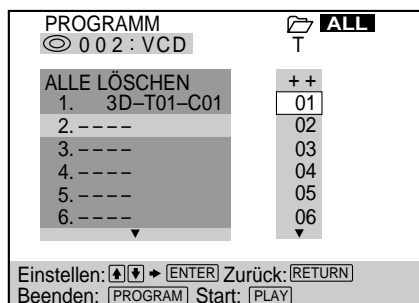 PROGRAMM ALL
002:VCD T
ALLE LÖSCHEN ++
1. 3D–T01–C01 01
2. –––– 02
3. –––– 03
4. –––– 04
5. –––– 05
6. –––– 06
Einstellen: ENTER Zurück: RETURN
Beenden: PROGRAM Start: PLAY